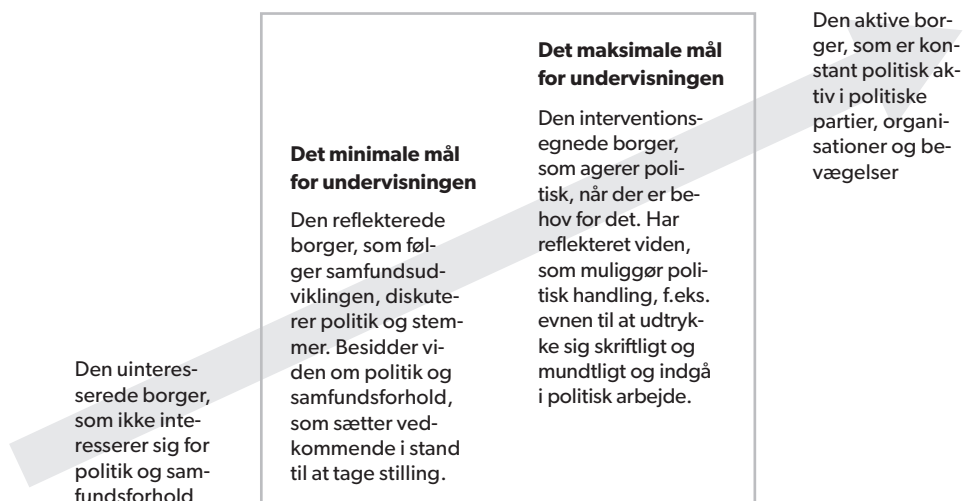 Den uinteres-
serede borger,
som ikke inte-
resserer sig for
politik og sam-
fundsforhold
Det minimale mål
for undervisningen
Den reflekterede
borger, som føl-
ger samfundsud-
viklingen, diskute-
rer politik og stem-
mer. Besidder vi-
den om politik og
samfundsforhold,
som sætter ved-
kommende i stand
til at tage stilling.
Det maksimale mål
for undervisningen
Den interventions-
egnede borger,
som agerer poli-
tisk, når der er be-
hov for det. Har
reflekteret viden,
som muliggør poli-
tisk handling, f.eks.
evnen til at udtryk-
ke sig skriftligt og
mundtligt og indgå
i politisk arbejde.
Den aktive bor-
ger, som er kon-
stant politisk ak-
tiv i politiske
partier, organi-
sationer og be-
vægelser